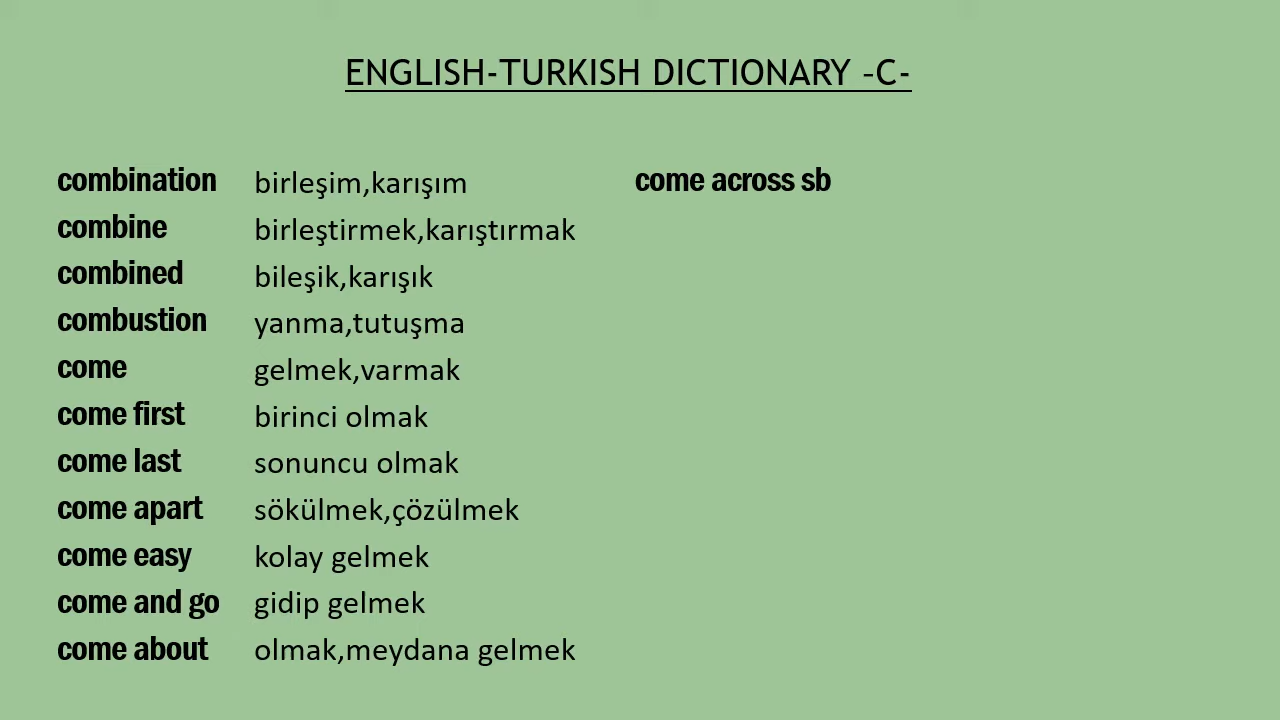 ENGLISH-TURKISH DICTIONARY –C-
combination birleşim,karışım
combine birleştirmek,karıştırmak
combined bileşik,karışık
combustion yanma,tutuşma
come gelmek,varmak
come first birinci olmak
come last sonuncu olmak
come apart sökülmek,çözülmek
come easy kolay gelmek
come and go gidip gelmek
come about olmak,meydana gelmek
come across sb